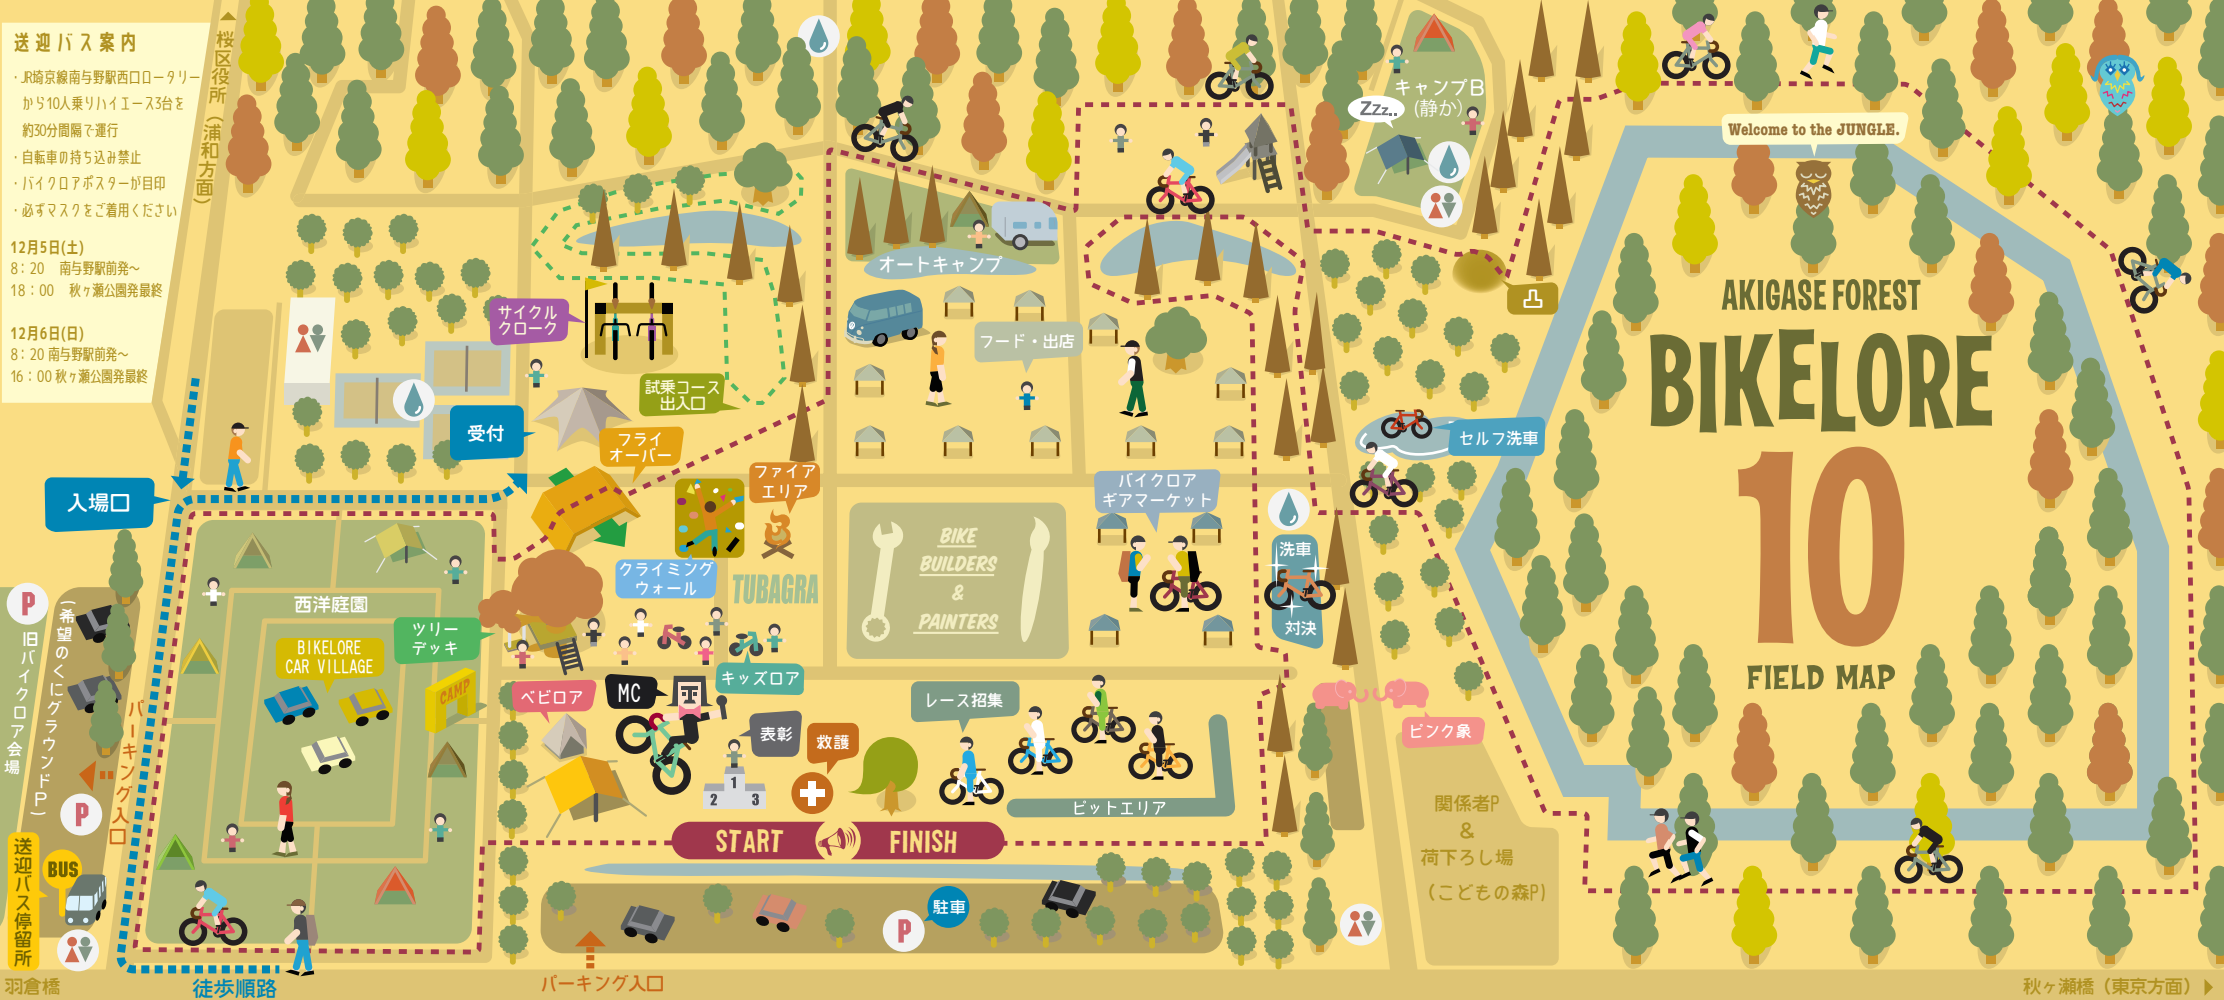 送迎バス案内
・JR埼京線南与野駅西口ロータリー
から10人乗りハイエース3台を
約30分間隔で運行
・自転車の持ち込み禁止
・バイクロアポスターが目印
・必ずマスクをご着用ください
12月5日(土)
8:20 南与野駅前発〜
18:00 秋ヶ瀬公園発最終
12月6日(日)
8:20 南与野駅前発〜
16:00 秋ヶ瀬公園発最終
桜区役所(浦和方面)
キャンプB
(静か)
Zzz..
Welcome to the JUNGLE.
オートキャンプ
サイクル
クローク
フード・出店
凸
AKIGASE FOREST
BIKELORE
10
FIELD MAP
試乗コース
出入口
受付
フライ
オーバー
セルフ洗車
ファイア
エリア
バイクロア
ギアマーケット
入場口
BIKE
BUILDERS
&
PAINTERS
洗車
対決
クライミング
ウォール
TUBAGRA
西洋庭園
P
旧バイクロア会場
(希望のくにグラウンドP)
ツリー
デッキ
BIKELORE
CAR VILLAGE
CAMP
キッズロア
ベビロア
MC
レース招集
表彰
救護
1
2
3
ピンク象
パーキング入口
P
ピットエリア
START
FINISH
関係者P
&
荷下ろし場
(こどもの森P)
送迎バス停留所
BUS
駐車
P
パーキング入口
徒歩順路
羽倉橋
秋ヶ瀬橋(東京方面)